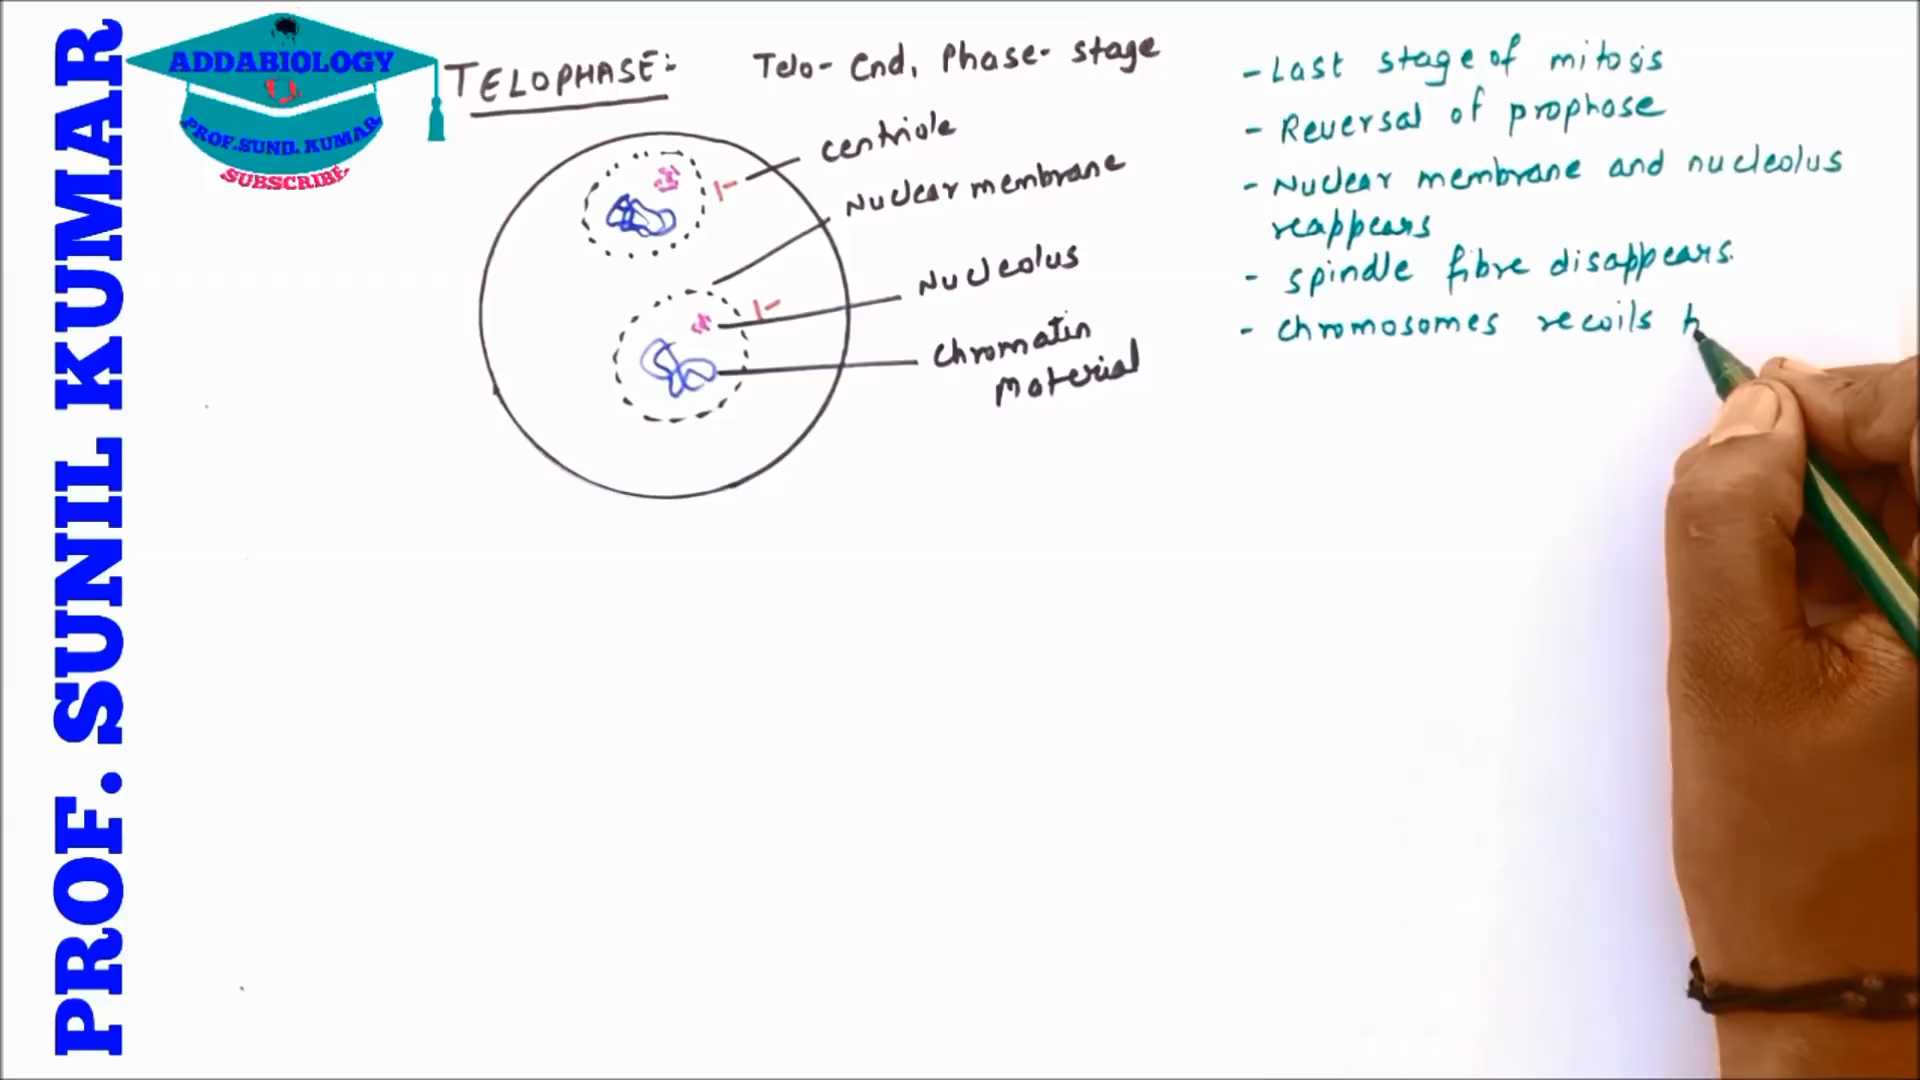 PROF. SUNIL KUMAR
ADDABIOLOGY
PROF.SUNIL KUMAR
SUBSCRIBE
TELOPHASE:- Telo- End, Phase- stage
centriole
Nuclear membrane
Nucleolus
Chromatin
Material
- Last stage of mitosis
- Reversal of prophase
- Nuclear membrane and nucleolus
reappears
- spindle fibre disappears.
- chromosomes recoils